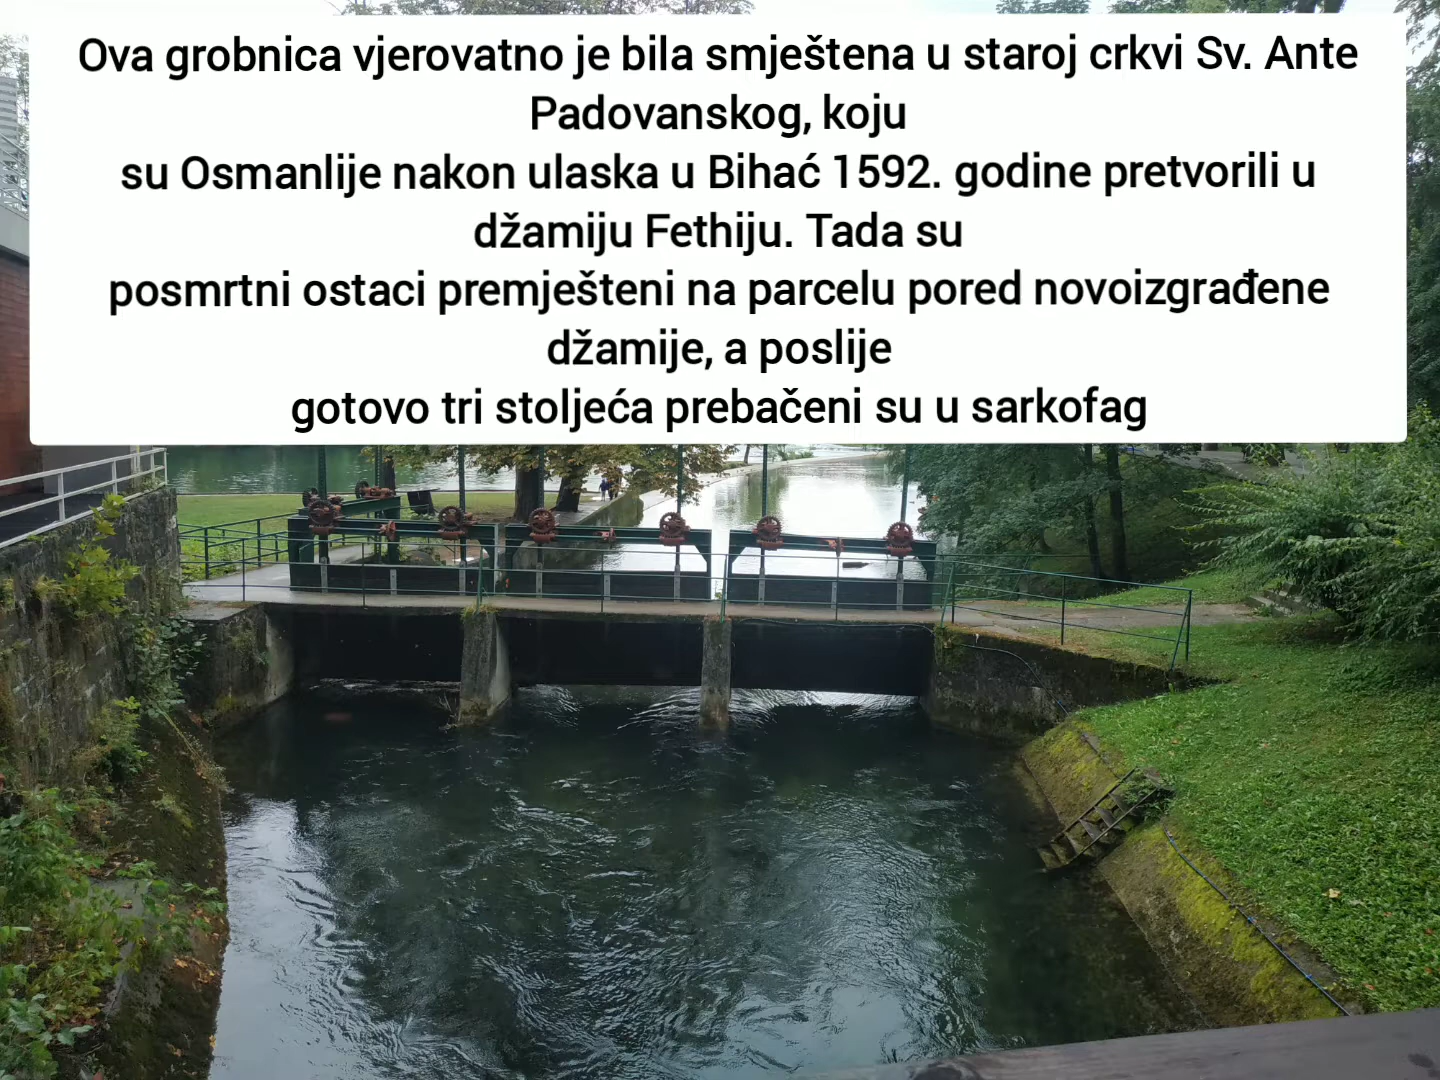 Ova grobnica vjerovatno je bila smještena u staroj crkvi Sv. Ante
Padovanskog, koju
su Osmanlije nakon ulaska u Bihać 1592. godine pretvorili u
džamiju Fethiju. Tada su
posmrtni ostaci premješteni na parcelu pored novoizgrađene
džamije, a poslije
gotovo tri stoljeća prebačeni su u sarkofag